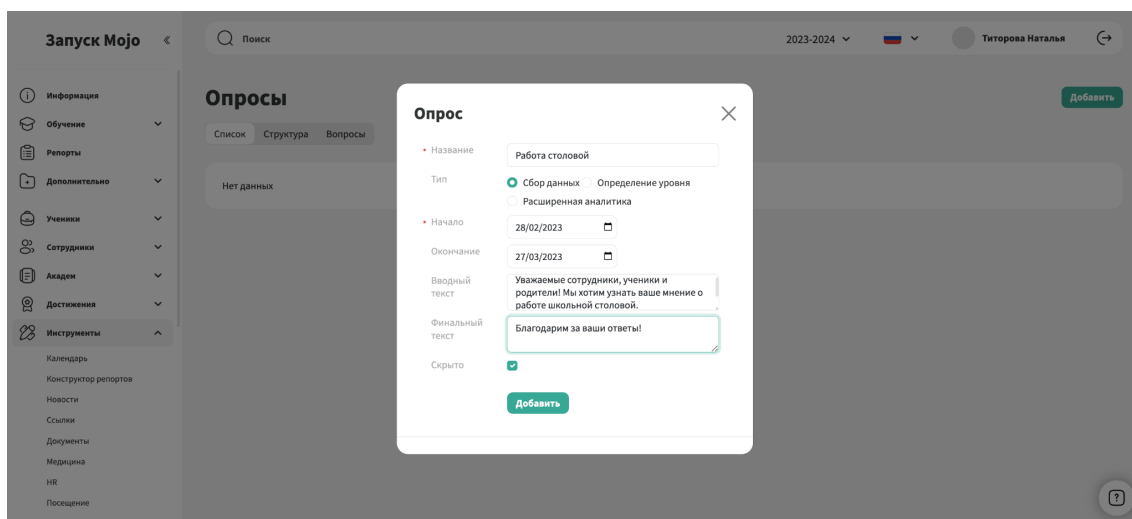 Запуск Mojo «
Поиск
2023-2024
Титорова Наталья
Информация
Обучение
Репорты
Дополнительно
Ученики
Сотрудники
Академ
Достижения
Инструменты
Календарь
Конструктор репортов
Новости
Ссылки
Документы
Медицина
HR
Посещение
Опросы
Добавить
Список Структура Вопросы
Нет данных
Опрос
• Название Работа столовой
Тип Сбор данных Определение уровня
Расширенная аналитика
• Начало 28/02/2023
Окончание 27/03/2023
Вводный текст
Уважаемые сотрудники, ученики и
родители! Мы хотим узнать ваше мнение о
работе школьной столовой.
Финальный текст
Благодарим за ваши ответы!
Скрыто
Добавить
?